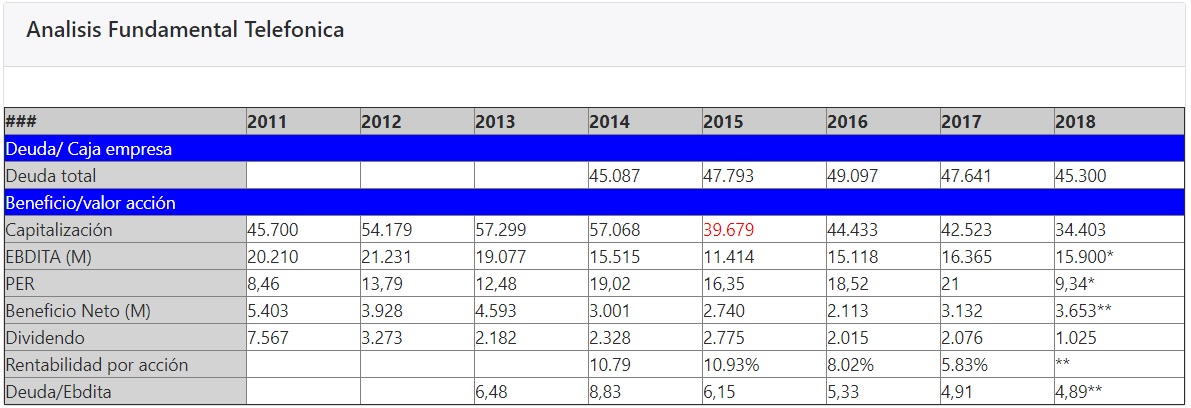 Analisis Fundamental Telefonica
### 2011 2012 2013 2014 2015 2016 2017 2018
Deuda/ Caja empresa
Deuda total 45.087 47.793 49.097 47.641 45.300
Beneficio/valor acción
Capitalización 45.700 54.179 57.299 57.068 39.679 44.433 42.523 34.403
EBDITA (M) 20.210 21.231 19.077 15.515 11.414 15.118 16.365 15.900*
PER 8,46 13,79 12,48 19,02 16,35 18,52 21 9,34*
Beneficio Neto (M) 5.403 3.928 4.593 3.001 2.740 2.113 3.132 3.653**
Dividendo 7.567 3.273 2.182 2.328 2.775 2.015 2.076 1.025
Rentabilidad por acción 10.79 10.93% 8.02% 5.83% **
Deuda/Ebdita 6,48 8,83 6,15 5,33 4,91 4,89**